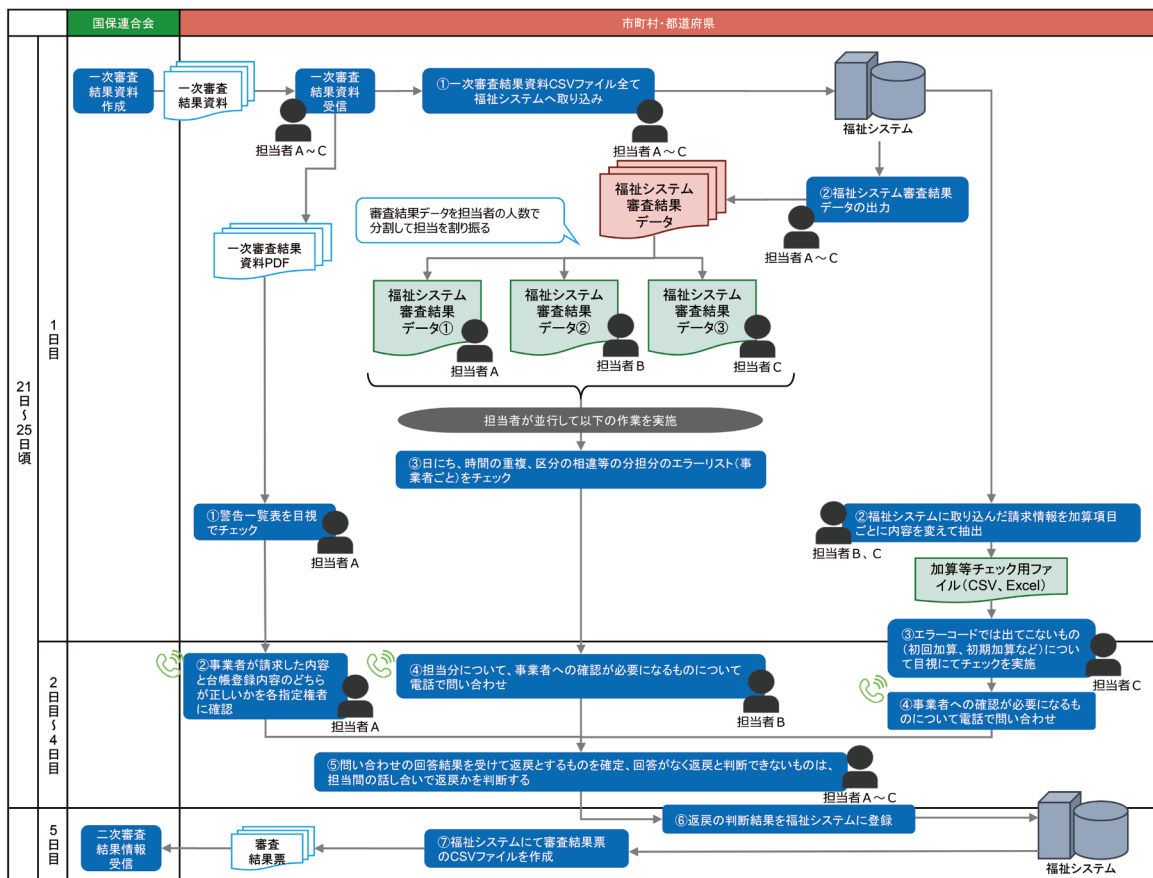 国保連合会
市町村・都道府県
21日～25日頃
1日目
一次審査
結果資料
作成
一次審査
結果資料
一次審査
結果資料
受信
担当者A～C
①一次審査結果資料CSVファイル全て
福祉システムへ取り込み
担当者A～C
福祉システム
②福祉システム審査結果
データの出力
担当者A～C
福祉システム
審査結果
データ
審査結果データを担当者の人数で
分割して担当を割り振る
一次審査結果
資料PDF
福祉システム
審査結果
データ①
担当者A
福祉システム
審査結果
データ②
担当者B
福祉システム
審査結果
データ③
担当者C
担当者が並行して以下の作業を実施
③日にち、時間の重複、区分の相違等の分担分のエラーリスト（事
業者ごと）をチェック
①警告一覧表を目視
でチェック
担当者A
②福祉システムに取り込んだ請求情報を加算項目
ごとに内容を変えて抽出
担当者B、C
加算等チェック用ファ
イル（CSV、Excel）
③エラーコードでは出てこないもの
（初回加算、初期加算など）につい
て目視にてチェックを実施
担当者C
2日目～4日目
②事業者が請求した内容
と台帳登録内容のどちら
が正しいかを各指定権者
に確認
担当者A
④担当分について、事業者への確認が必要になるものについて
電話で問い合わせ
担当者B
④事業者への確認が必要になるも
のについて電話で問い合わせ
⑤問い合わせの回答結果を受けて返戻とするものを確定、回答がなく返戻と判断できないものは、
担当間の話し合いで返戻かを判断する
担当者A～C
5日目
⑥返戻の判断結果を福祉システムに登録
福祉システム
⑦福祉システムにて審査結果票
のCSVファイルを作成
審査
結果票
二次審査
結果情報
受信